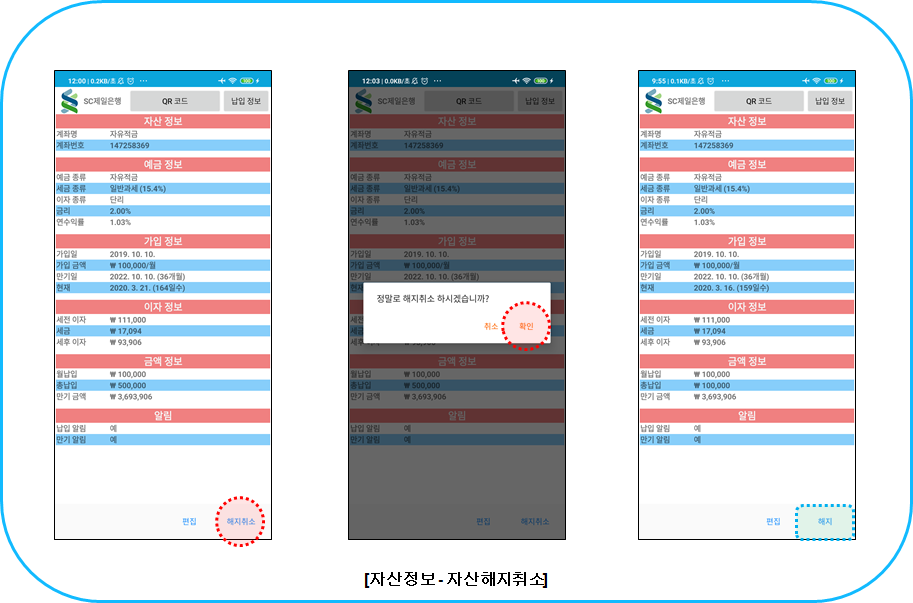 12:00 | 0.2KB/초
SC제일은행 QR 코드 납입 정보
자산 정보
계좌명 자유적금
계좌번호 147258369
예금 정보
예금 종류 자유적금
세금 종류 일반과세 (15.4%)
이자 종류 단리
금리 2.00%
연수익률 1.03%
가입 정보
가입일 2019. 10. 10.
가입 금액 ₩ 100,000/월
만기일 2022. 10. 10. (36개월)
현재 2020. 3. 21. (164일수)
이자 정보
세전 이자 ₩ 111,000
세금 ₩ 17,094
세후 이자 ₩ 93,906
금액 정보
월납입 ₩ 100,000
총납입 ₩ 500,000
만기 금액 ₩ 3,693,906
알림
납입 알림 예
만기 알림 예
편집 해지취소
12:03 | 0.0KB/초
SC제일은행 QR 코드 납입 정보
자산 정보
계좌명 자유적금
계좌번호 147258369
예금 정보
예금 종류 자유적금
세금 종류 일반과세 (15.4%)
이자 종류 단리
금리 2.00%
연수익률 1.03%
가입 정보
가입일 2019. 10. 10.
가입 금액 ₩ 100,000/월
만기일 2022. 10. 10. (36개월)
현재
정말로 해지취소 하시겠습니까?
취소 확인
세전
세금
세후
금액 정보
월납입 ₩ 100,000
총납입 ₩ 500,000
만기 금액 ₩ 3,693,906
알림
납입 알림 예
만기 알림 예
편집 해지취소
9:55 | 0.1KB/초
SC제일은행 QR 코드 납입 정보
자산 정보
계좌명 자유적금
계좌번호 147258369
예금 정보
예금 종류 자유적금
세금 종류 일반과세 (15.4%)
이자 종류 단리
금리 2.00%
연수익률 1.03%
가입 정보
가입일 2019. 10. 10.
가입 금액 ₩ 100,000/월
만기일 2022. 10. 10. (36개월)
현재 2020. 3. 16. (159일수)
이자 정보
세전 이자 ₩ 111,000
세금 ₩ 17,094
세후 이자 ₩ 93,906
금액 정보
월납입 ₩ 100,000
총납입 ₩ 100,000
만기 금액 ₩ 3,693,906
알림
납입 알림 예
만기 알림 예
편집 해지
[자산정보 - 자산해지취소]